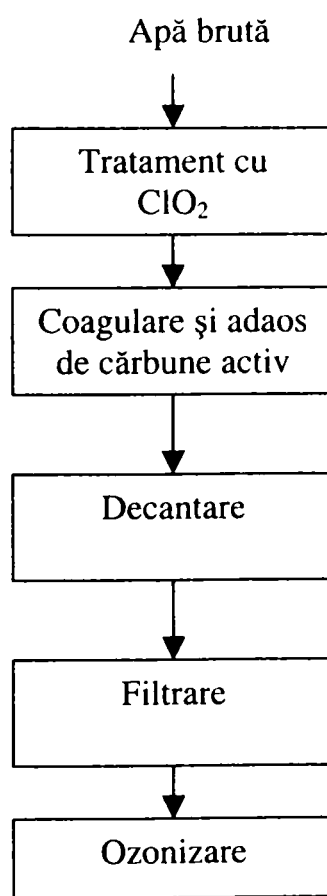 Apă brută
Tratament cu
ClO₂
Coagulare şi adaos
de cărbune activ
Decantare
Filtrare
Ozonizare